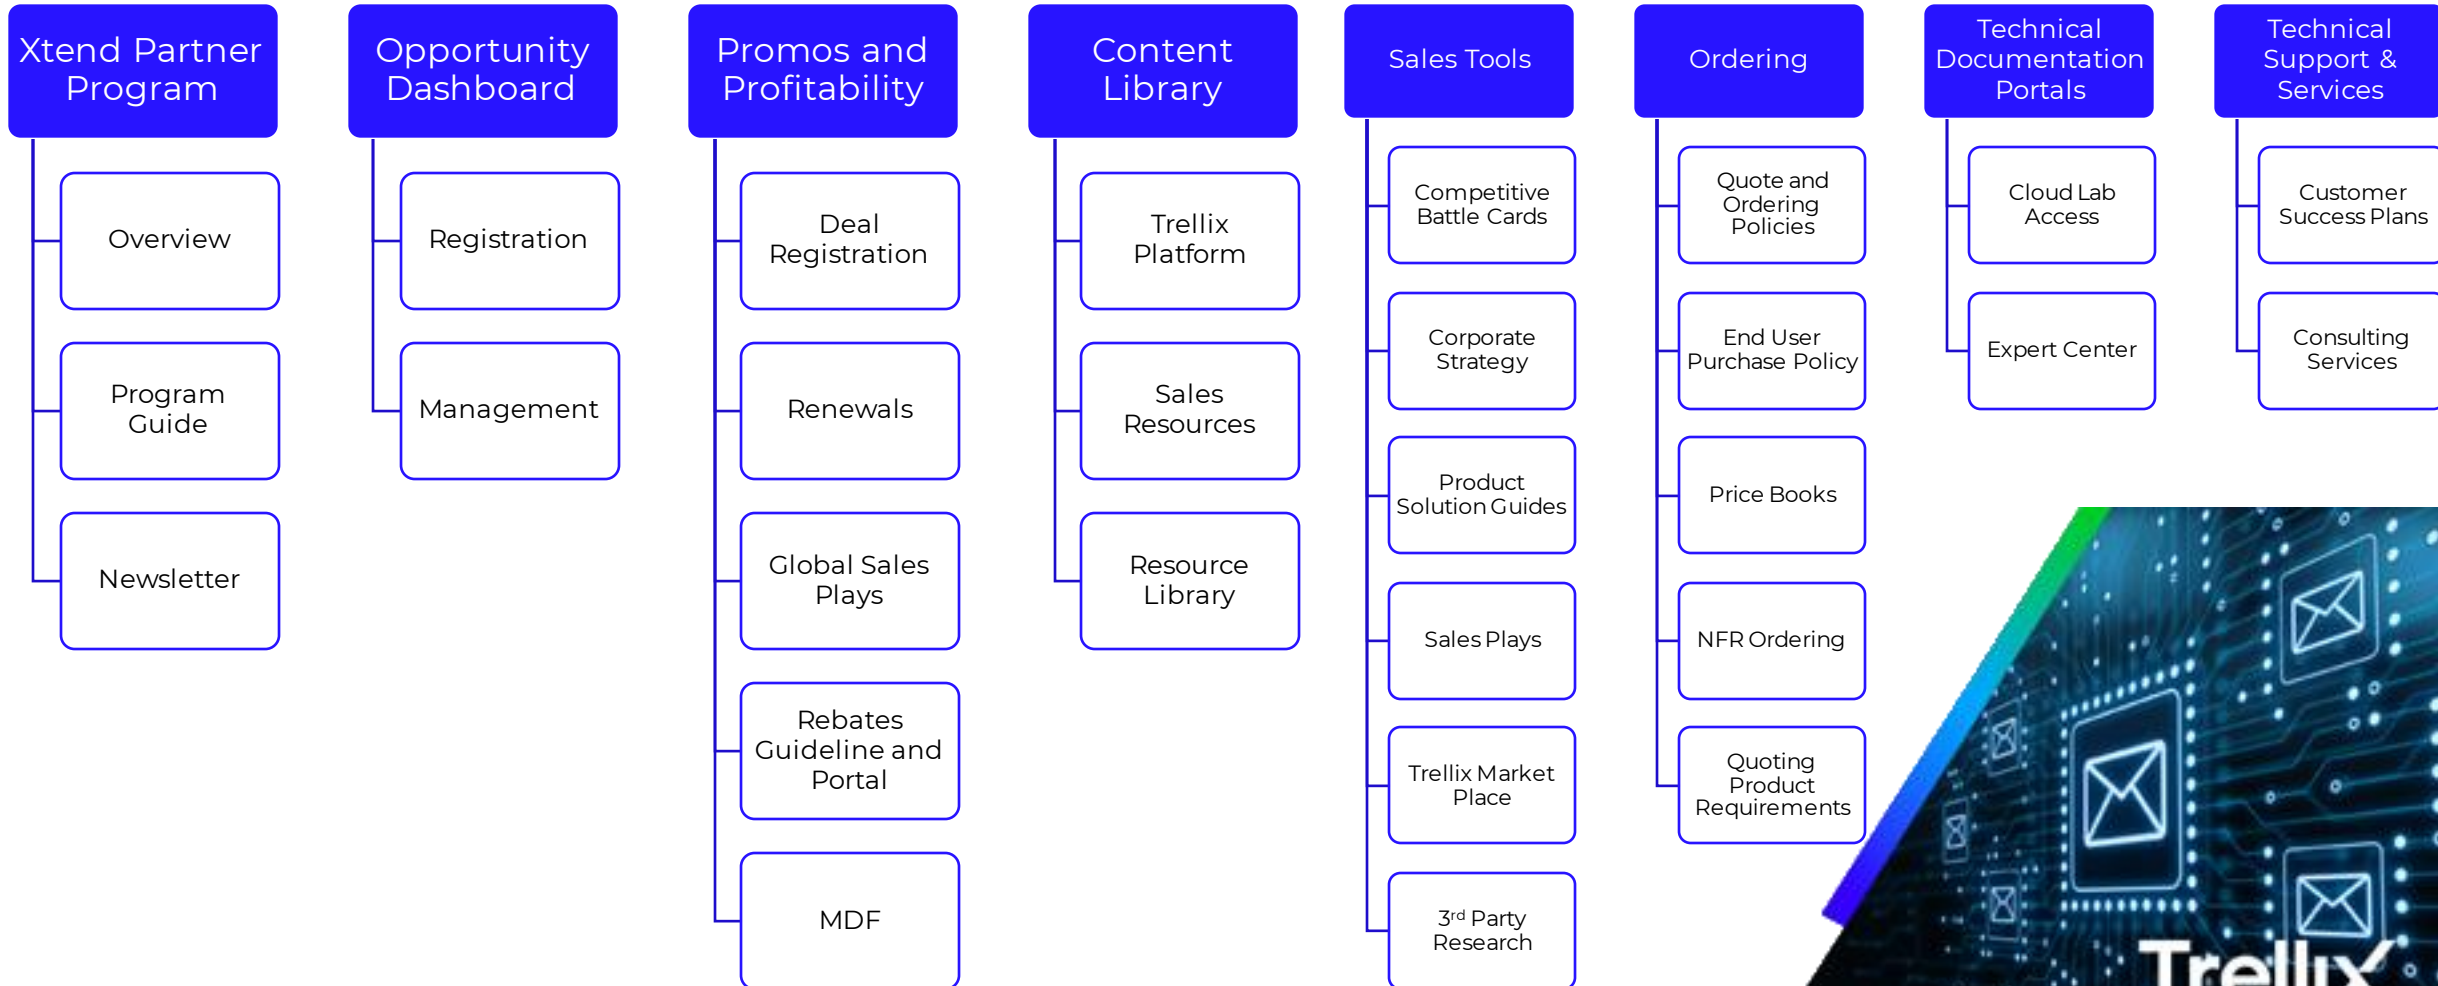 Xtend Partner
Program
Overview
Program
Guide
Newsletter
Opportunity
Dashboard
Registration
Management
Promos and
Profitability
Deal
Registration
Renewals
Global Sales
Plays
Rebates
Guideline and
Portal
MDF
Content
Library
Trellix
Platform
Sales
Resources
Resource
Library
Sales Tools
Competitive
Battle Cards
Corporate
Strategy
Product
Solution Guides
Sales Plays
Trellix Market
Place
3rd Party
Research
Ordering
Quote and
Ordering
Policies
End User
Purchase Policy
Price Books
NFR Ordering
Quoting
Product
Requirements
Technical
Documentation
Portals
Cloud Lab
Access
Expert Center
Technical
Support &
Services
Customer
Success Plans
Consulting
Services
Trellix